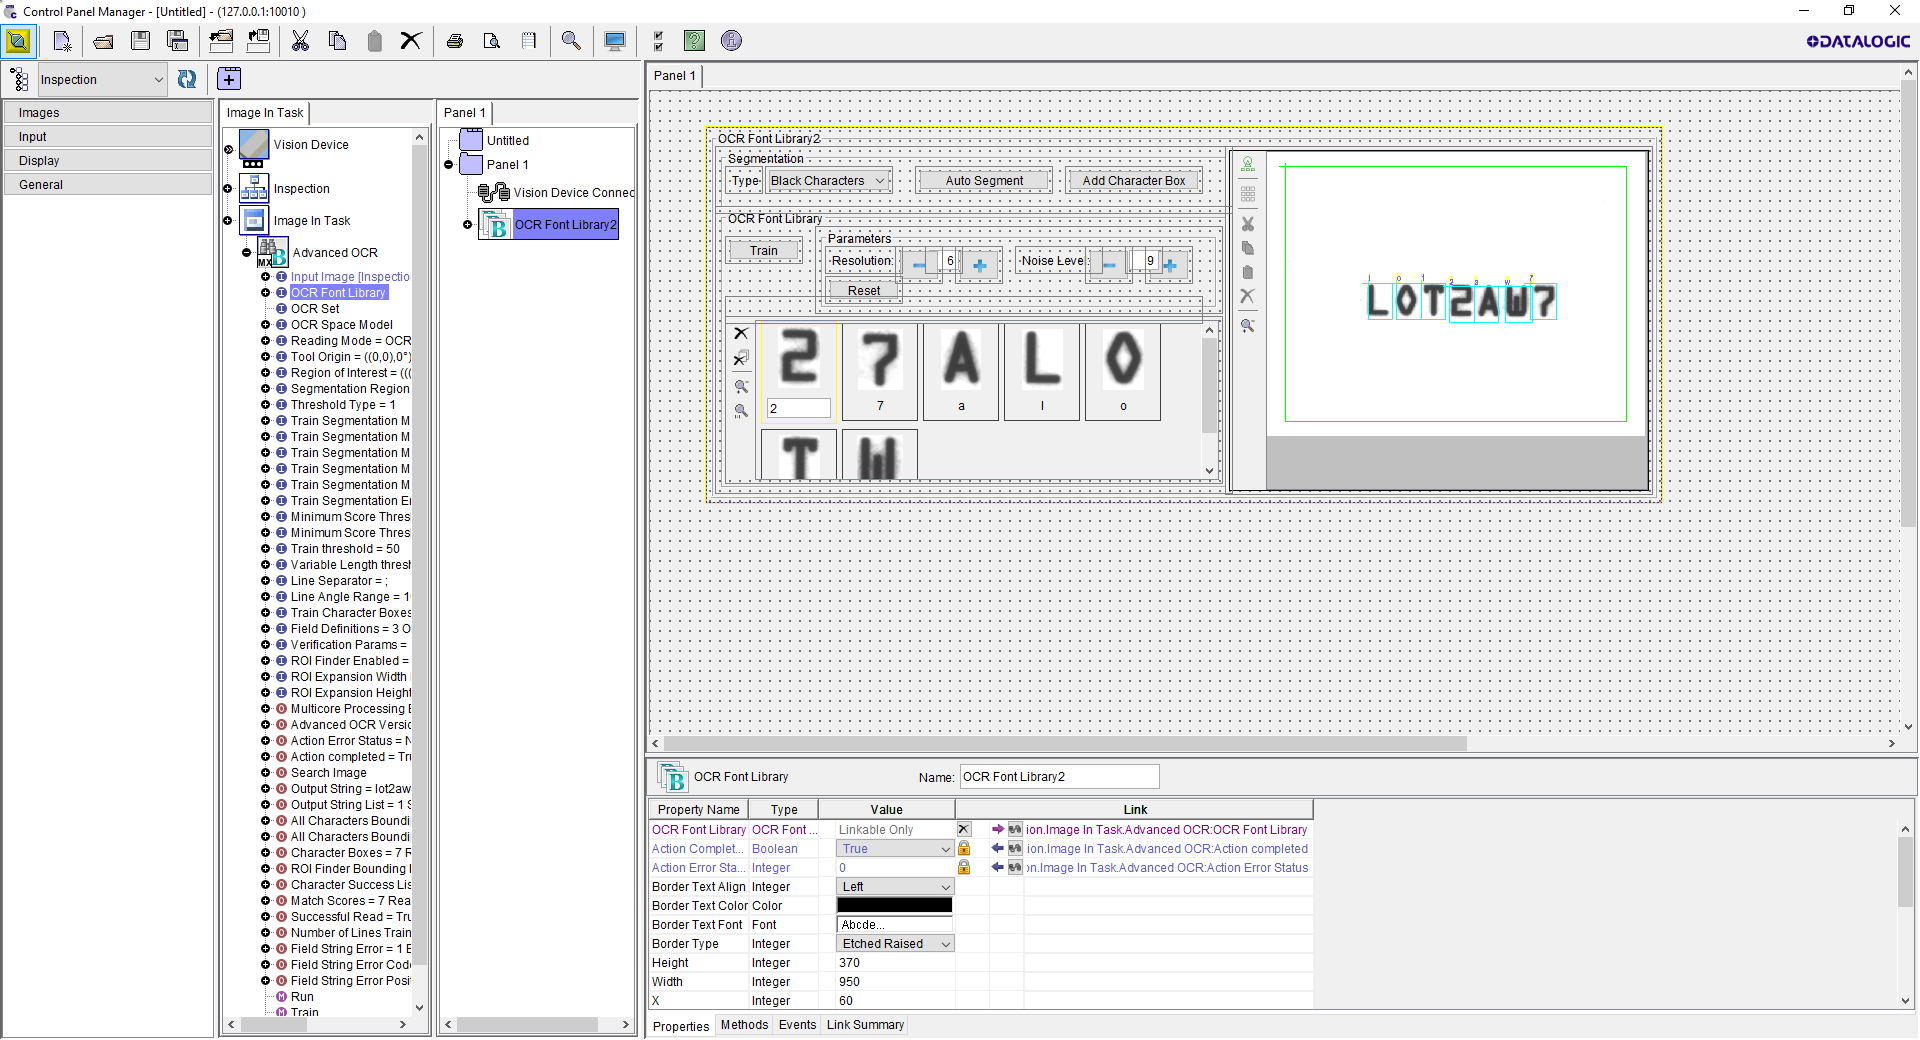 Control Panel Manager - [Untitled] - (127.0.0.1:10010 )
DATALOGIC
Inspection
Images
Input
Display
General
Image In Task
Vision Device
Inspection
Image In Task
Advanced OCR
MX
Input Image [Inspectio
OCR Font Library
OCR Set
OCR Space Model
Reading Mode = OCR
Tool Origin = ((0,0),0°)
Region of Interest = (((
Segmentation Region
Threshold Type = 1
Train Segmentation M
Train Segmentation M
Train Segmentation M
Train Segmentation M
Train Segmentation M
Train Segmentation E
Minimum Score Thres
Minimum Score Thres
Train threshold = 50
Variable Length thresh
Line Separator = ;
Line Angle Range = 1
Train Character Boxes
Field Definitions = 3 O
Verification Params =
ROI Finder Enabled =
ROI Expansion Width
ROI Expansion Height
Multicore Processing E
Advanced OCR Versio
Action Error Status = N
Action completed = Tru
Search Image
Output String = lot2aw
Output String List = 1 S
All Characters Boundi
All Characters Boundi
Character Boxes = 7 R
ROI Finder Bounding
Character Success Lis
Match Scores = 7 Rea
Successful Read = Tru
Number of Lines Train
Field String Error = 1 E
Field String Error Code
Field String Error Posi
Run
Train
Panel 1
Untitled
Panel 1
Vision Device Connec
OCR Font Library2
Panel 1
OCR Font Library2
Segmentation
Type Black Characters Auto Segment Add Character Box
OCR Font Library
Train
Parameters
Resolution: 6 Noise Level: 9
Reset
2 7 A L O
2 7 a l o
T W
l o t 2 a w 7
LOT2AW7
OCR Font Library Name: OCR Font Library2
Property Name Type Value Link
OCR Font Library OCR Font ... Linkable Only ion.Image In Task.Advanced OCR:OCR Font Library
Action Complet... Boolean True ion.Image In Task.Advanced OCR:Action completed
Action Error Sta... Integer 0 on.Image In Task.Advanced OCR:Action Error Status
Border Text Align Integer Left
Border Text Color Color
Border Text Font Font Abcde...
Border Type Integer Etched Raised
Height Integer 370
Width Integer 950
X Integer 60
Properties Methods Events Link Summary